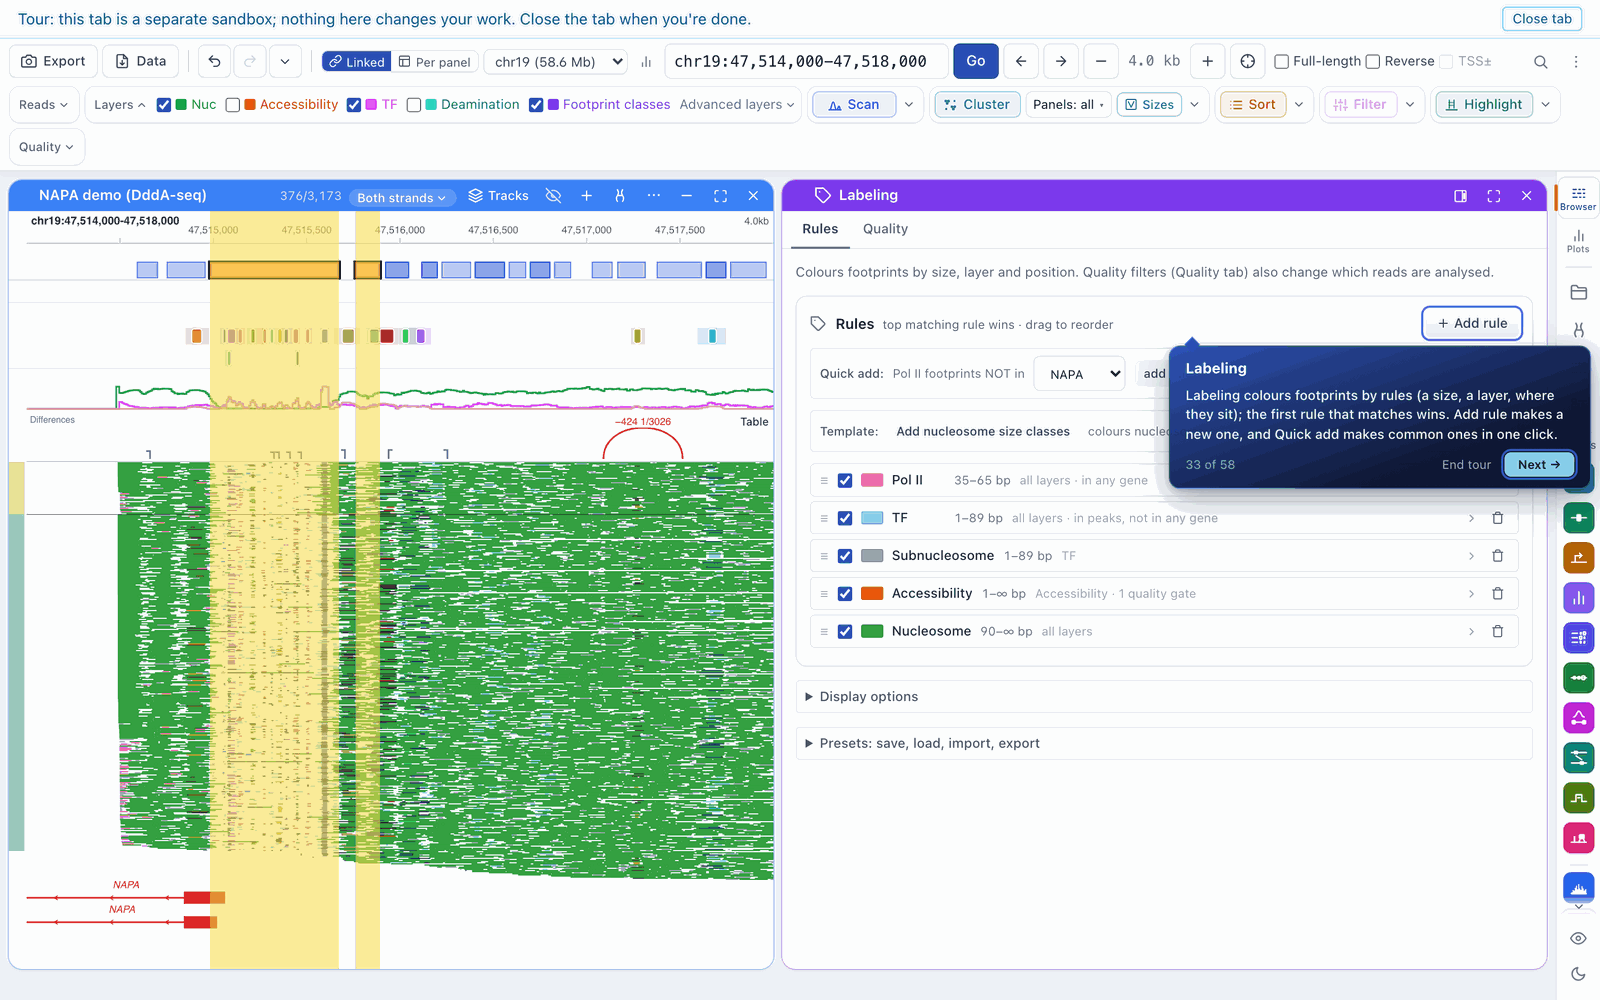 Tour: this tab is a separate sandbox; nothing here changes your work. Close the tab when you're done.
Close tab
Export
Data
Linked
Per panel
chr19 (58.6 Mb)
chr19:47,514,000–47,518,000
Go
4.0 kb
Full-length
Reverse
TSS±
Reads
Layers
Nuc
Accessibility
TF
Deamination
Footprint classes
Advanced layers
Scan
Cluster
Panels: all
Sizes
Sort
Filter
Highlight
Quality
NAPA demo (DddA-seq)
376/3,173
Both strands
Tracks
chr19:47,514,000-47,518,000
4.0kb
47,515,000
47,515,500
47,516,000
47,516,500
47,517,000
47,517,500
Differences
−424 1/3026
Table
NAPA
NAPA
Labeling
Rules
Quality
Colours footprints by size, layer and position. Quality filters (Quality tab) also change which reads are analysed.
Rules top matching rule wins · drag to reorder
+ Add rule
Quick add: Pol II footprints NOT in NAPA add
Template: Add nucleosome size classes
Pol II 35–65 bp all layers · in any gene
TF 1–89 bp all layers · in peaks, not in any gene
Subnucleosome 1–89 bp TF
Accessibility 1–∞ bp Accessibility · 1 quality gate
Nucleosome 90–∞ bp all layers
Display options
Presets: save, load, import, export
Labeling
Labeling colours footprints by rules (a size, a layer, where
they sit); the first rule that matches wins. Add rule makes a
new one, and Quick add makes common ones in one click.
33 of 58
End tour
Next →
Browser
Plots